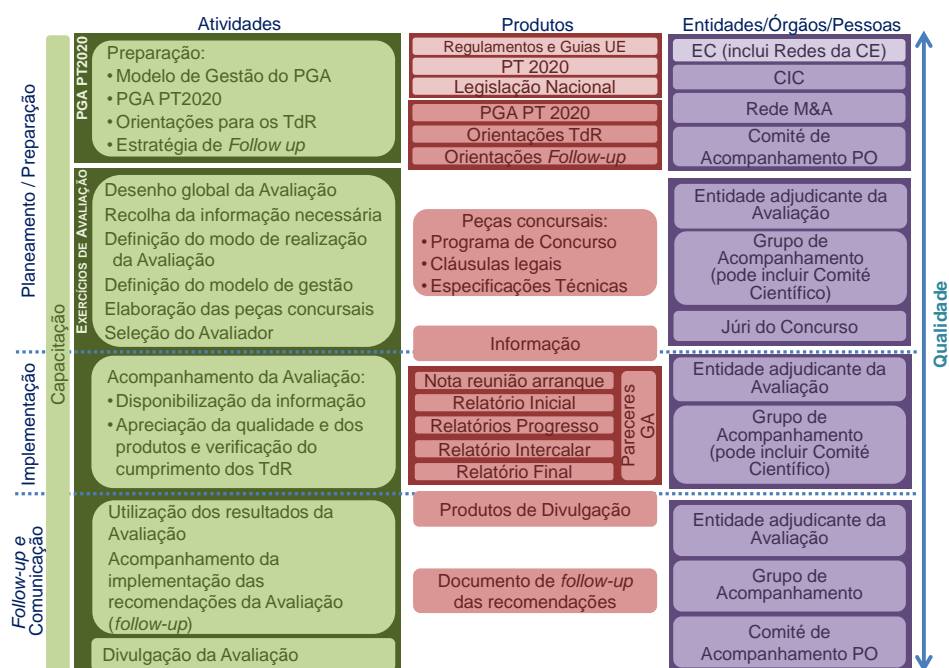 Atividades
Produtos
Entidades/Órgãos/Pessoas
Planeamento / Preparação
Implementação
Follow-up e
Comunicação
Capacitação
PGA PT2020
Preparação:
• Modelo de Gestão do PGA
• PGA PT2020
• Orientações para os TdR
• Estratégia de Follow up
Regulamentos e Guias UE
PT 2020
Legislação Nacional
PGA PT 2020
Orientações TdR
Orientações Follow-up
EC (inclui Redes da CE)
CIC
Rede M&A
Comité de
Acompanhamento PO
EXERCÍCIOS DE AVALIAÇÃO
Desenho global da Avaliação
Recolha da informação necessária
Definição do modo de realização
da Avaliação
Definição do modelo de gestão
Elaboração das peças concursais
Seleção do Avaliador
Peças concursais:
• Programa de Concurso
• Cláusulas legais
• Especificações Técnicas
Informação
Entidade adjudicante da
Avaliação
Grupo de
Acompanhamento
(pode incluir Comité
Científico)
Júri do Concurso
Acompanhamento da Avaliação:
• Disponibilização da informação
• Apreciação da qualidade e dos
produtos e verificação do
cumprimento dos TdR
Nota reunião arranque
Relatório Inicial
Relatórios Progresso
Relatório Intercalar
Relatório Final
Pareceres
GA
Entidade adjudicante da
Avaliação
Grupo de
Acompanhamento
(pode incluir Comité
Científico)
Utilização dos resultados da
Avaliação
Acompanhamento da
implementação das
recomendações da Avaliação
(follow-up)
Divulgação da Avaliação
Produtos de Divulgação
Documento de follow-up
das recomendações
Entidade adjudicante da
Avaliação
Grupo de
Acompanhamento
Comité de
Acompanhamento PO
Qualidade